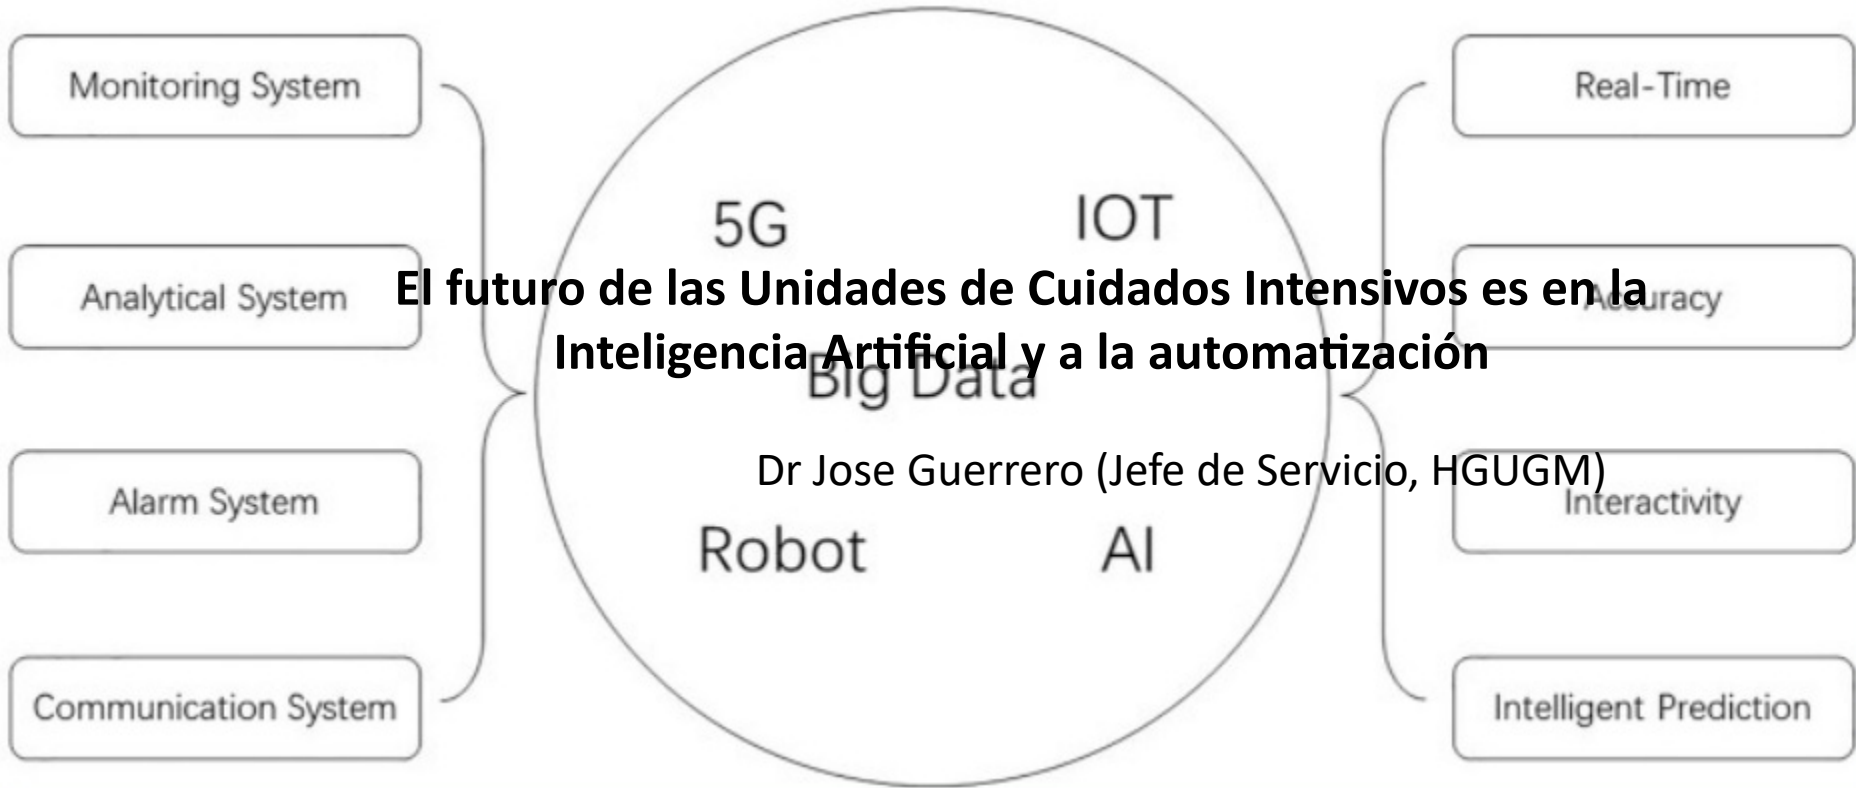 Monitoring System
Real-Time
5G
IOT
Analytical System
El futuro de las Unidades de Cuidados Intensivos es en la
Accuracy
Inteligencia Artificial y a la automatización
Big Data
Dr Jose Guerrero (Jefe de Servicio, HGUGM)
Alarm System
Interactivity
Robot
AI
Communication System
Intelligent Prediction